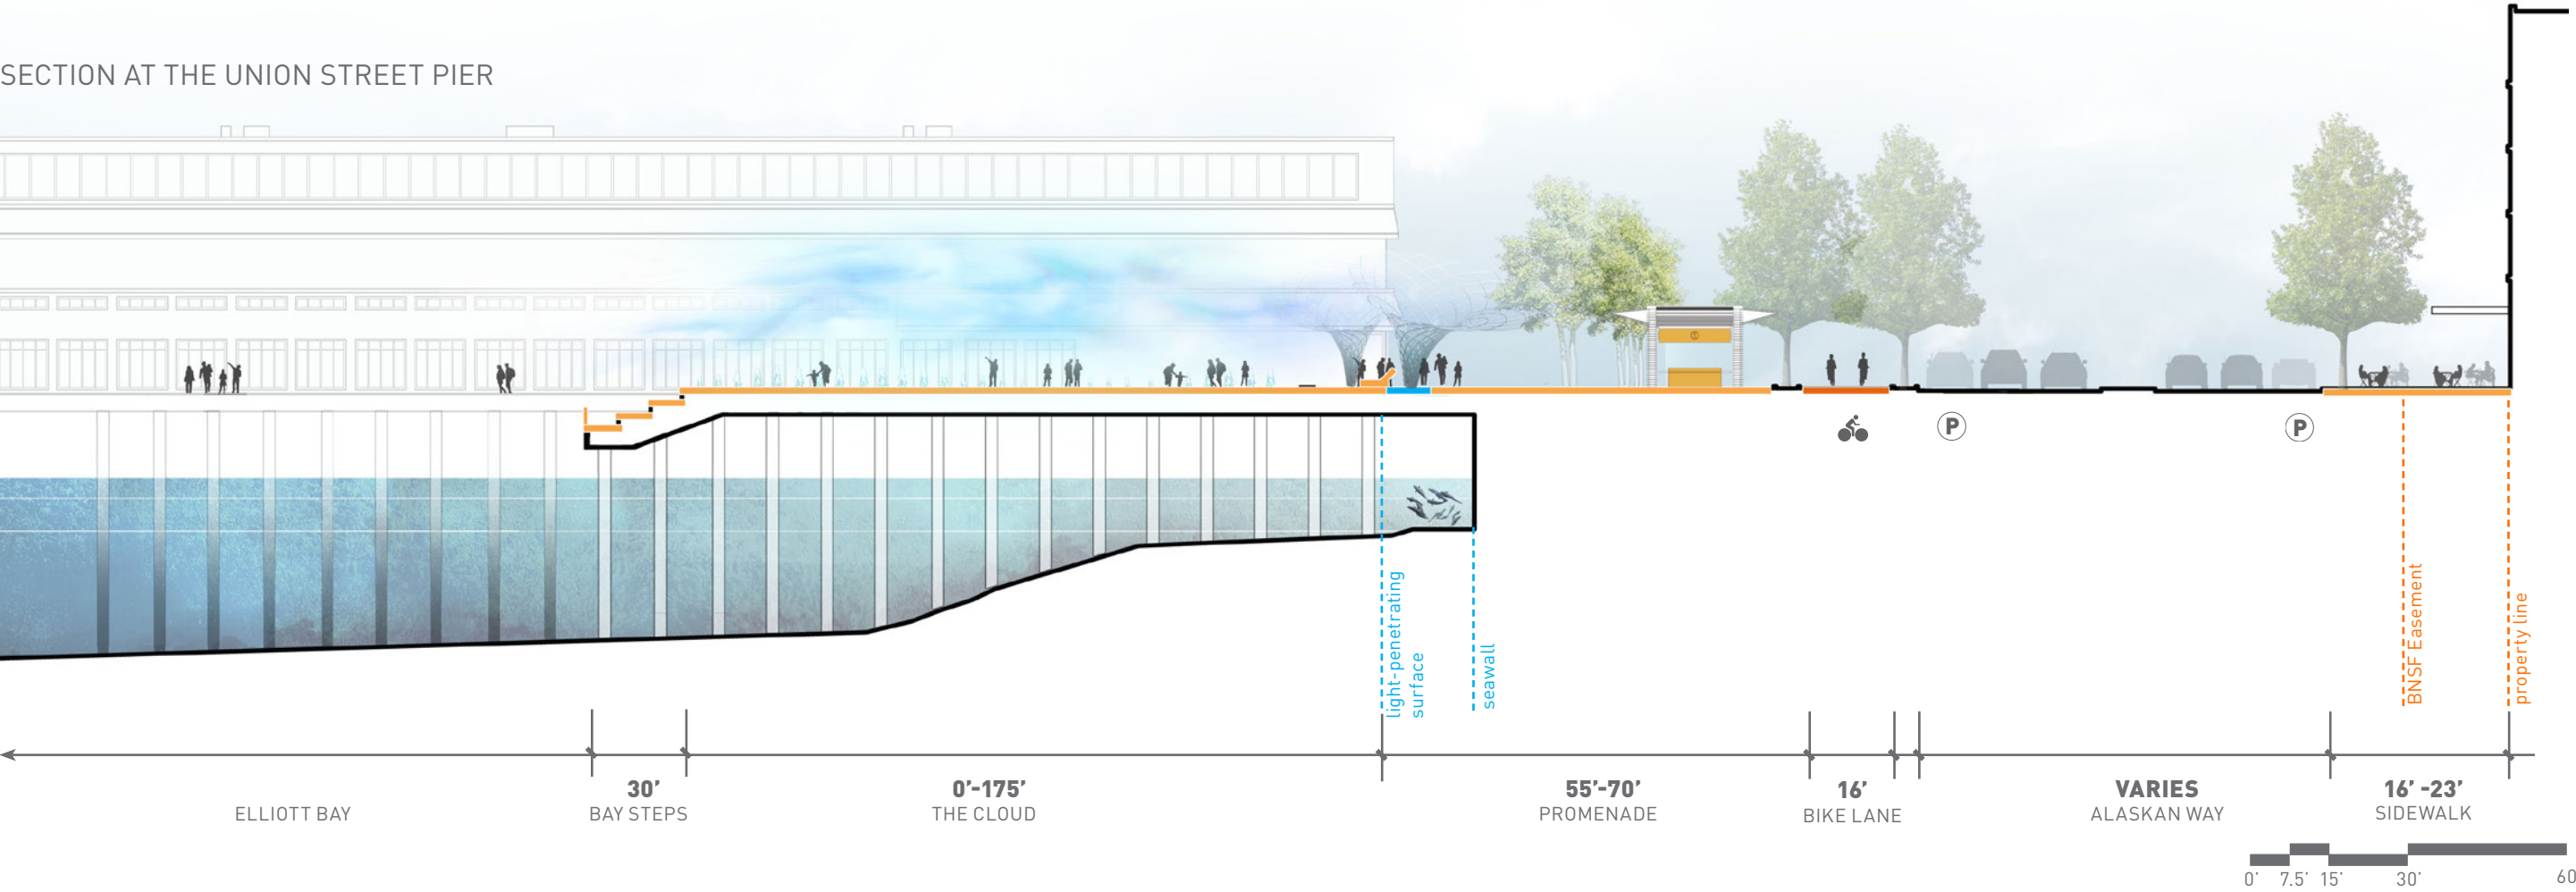 SECTION AT THE UNION STREET PIER
P
P
light-penetrating
surface
seawall
BNSF Easement
property line
30’
BAY STEPS
0’-175’
THE CLOUD
55’-70’
PROMENADE
16’
BIKE LANE
VARIES
ALASKAN WAY
16’ -23’
SIDEWALK
ELLIOTT BAY
0’ 7.5’ 15’ 30’ 60